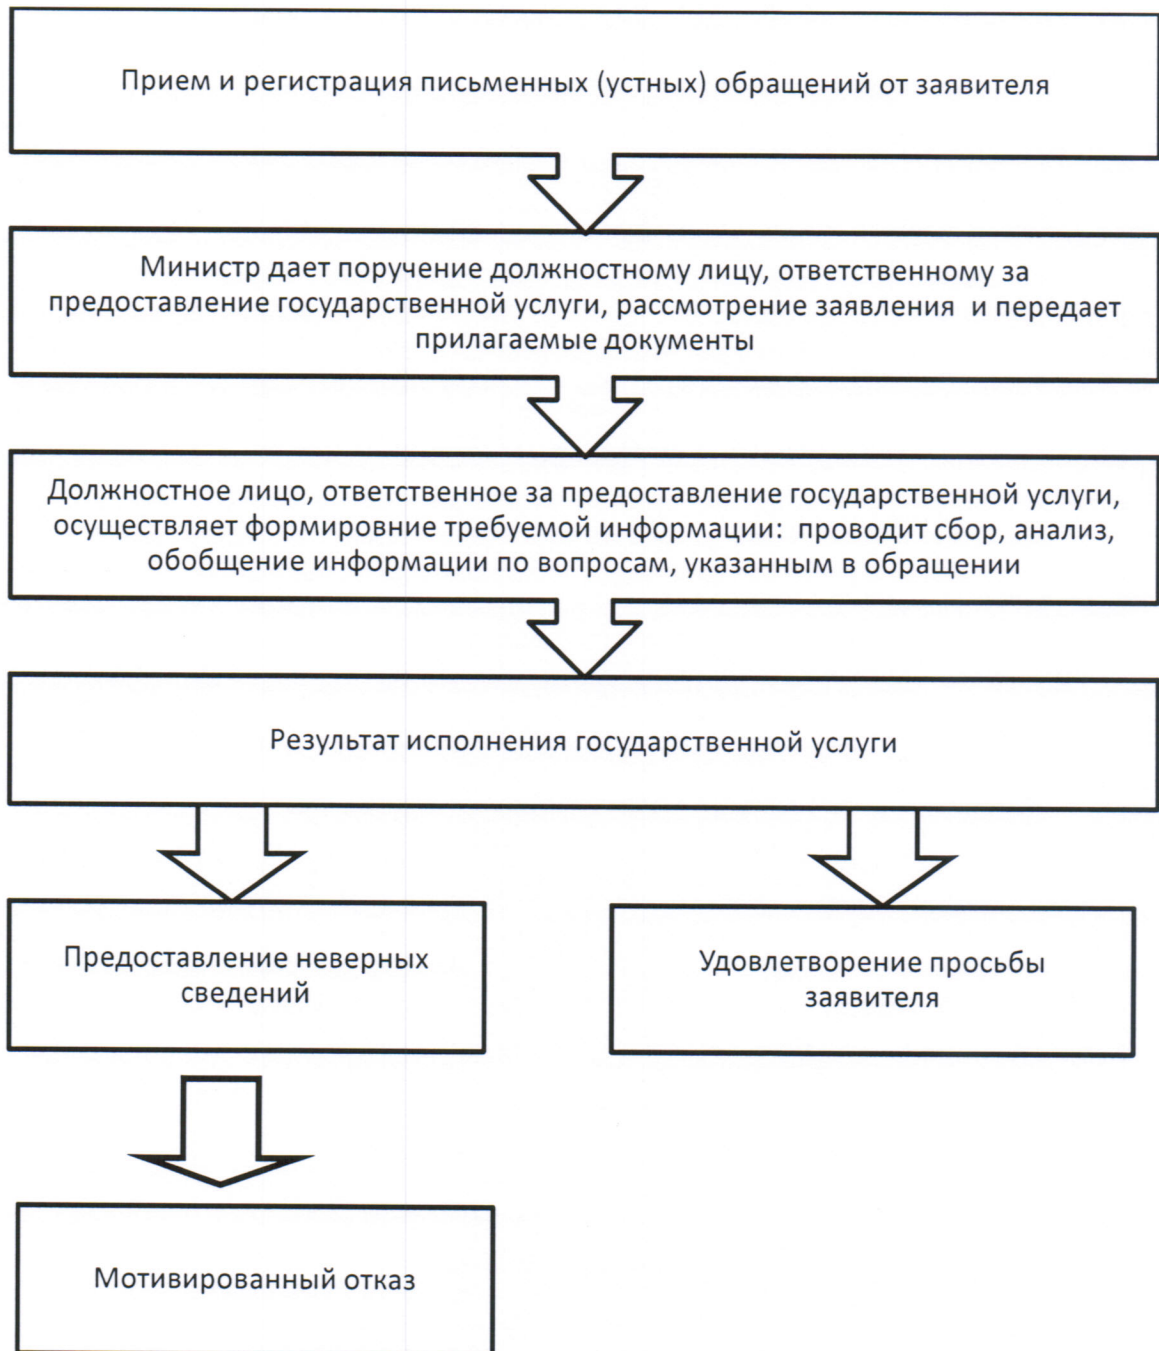 Прием и регистрация письменных (устных) обращений от заявителя
Министр дает поручение должностному лицу, ответственному за
предоставление государственной услуги, рассмотрение заявления и передает
прилагаемые документы
Должностное лицо, ответственное за предоставление государственной услуги,
осуществляет формировние требуемой информации: проводит сбор, анализ,
обобщение информации по вопросам, указанным в обращении
Результат исполнения государственной услуги
Предоставление неверных
сведений
Удовлетворение просьбы
заявителя
Мотивированный отказ